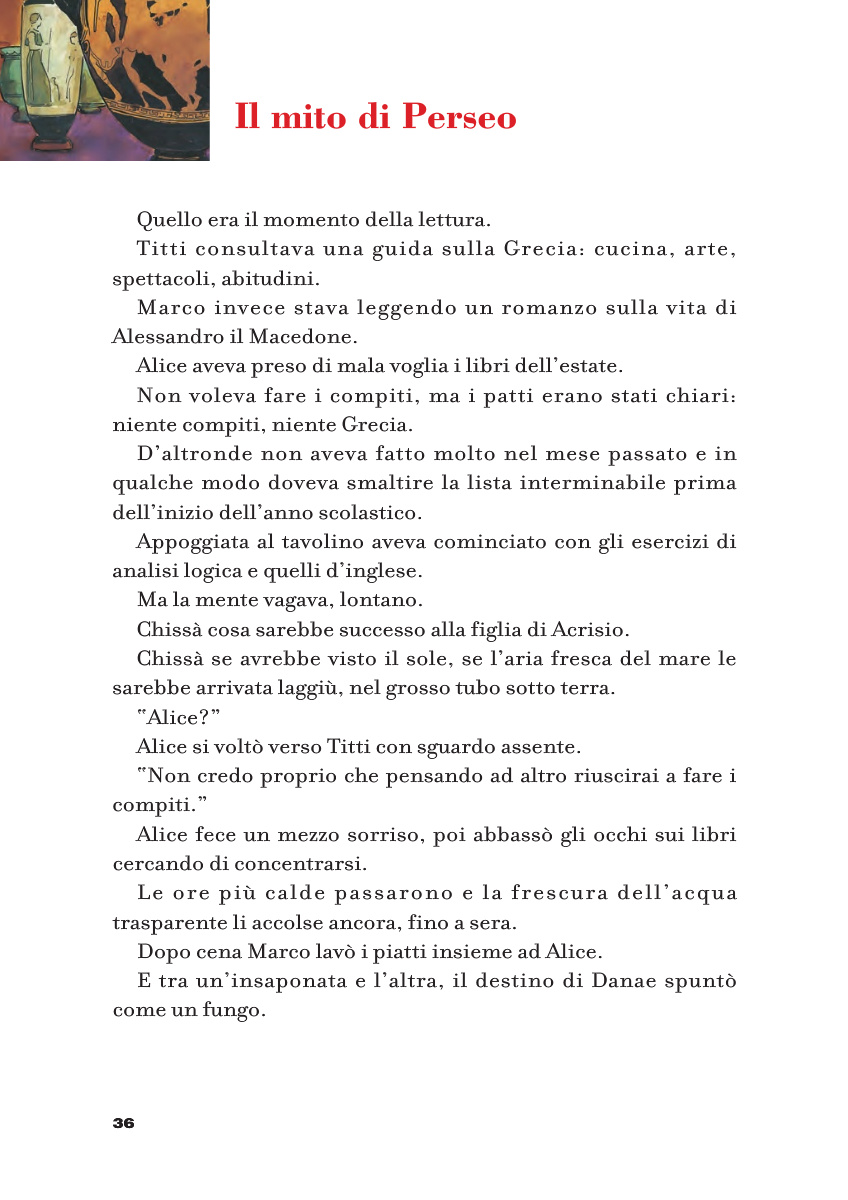 Il mito di Perseo
Quello era il momento della lettura.
Titti consultava una guida sulla Grecia: cucina, arte,
spettacoli, abitudini.
Marco invece stava leggendo un romanzo sulla vita di
Alessandro il Macedone.
Alice aveva preso di mala voglia i libri dell’estate.
Non voleva fare i compiti, ma i patti erano stati chiari:
niente compiti, niente Grecia.
D’altronde non aveva fatto molto nel mese passato e in
qualche modo doveva smaltire la lista interminabile prima
dell’inizio dell’anno scolastico.
Appoggiata al tavolino aveva cominciato con gli esercizi di
analisi logica e quelli d’inglese.
Ma la mente vagava, lontano.
Chissà cosa sarebbe successo alla figlia di Acrisio.
Chissà se avrebbe visto il sole, se l’aria fresca del mare le
sarebbe arrivata laggiù, nel grosso tubo sotto terra.
‟Alice?”
Alice si voltò verso Titti con sguardo assente.
‟Non credo proprio che pensando ad altro riuscirai a fare i
compiti.”
Alice fece un mezzo sorriso, poi abbassò gli occhi sui libri
cercando di concentrarsi.
Le ore più calde passarono e la frescura dell’acqua
trasparente li accolse ancora, fino a sera.
Dopo cena Marco lavò i piatti insieme ad Alice.
E tra un’insaponata e l’altra, il destino di Danae spuntò
come un fungo.
36